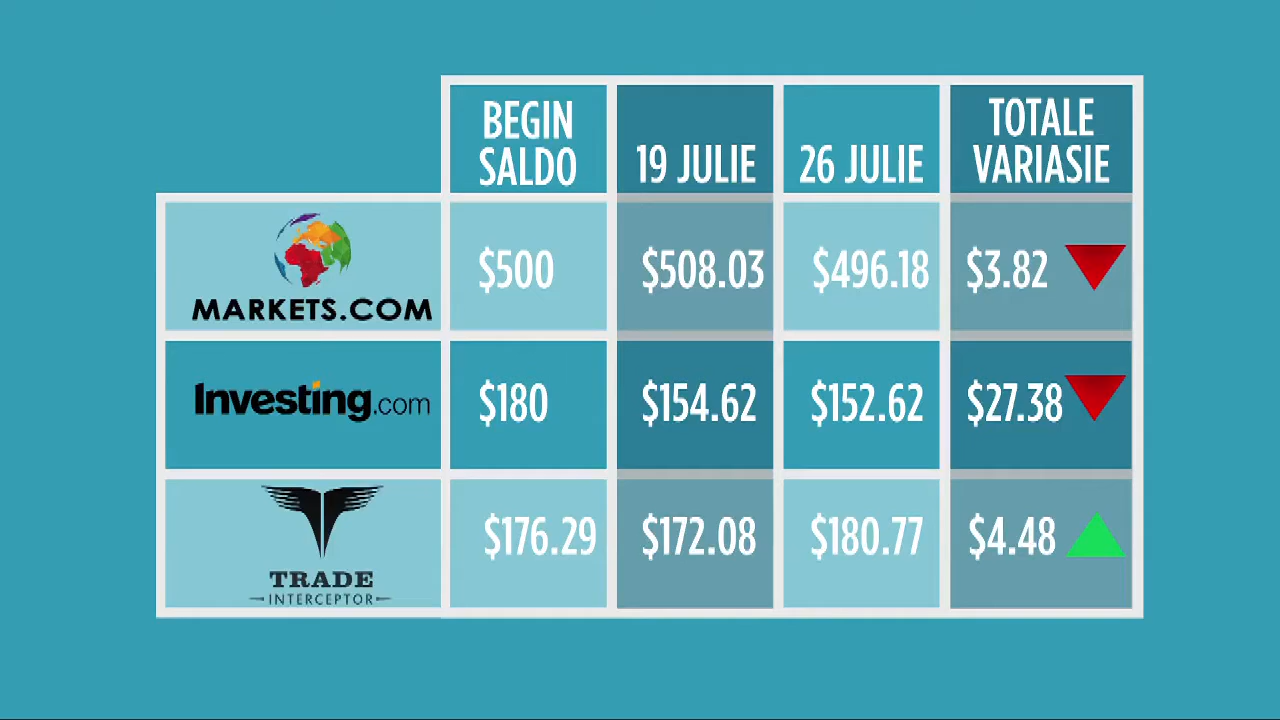 BEGIN
SALDO
19 JULIE
26 JULIE
TOTALE
VARIASIE
MARKETS.COM
$500
$508.03
$496.18
$3.82
Investing.com
$180
$154.62
$152.62
$27.38
TRADE
INTERCEPTOR
$176.29
$172.08
$180.77
$4.48